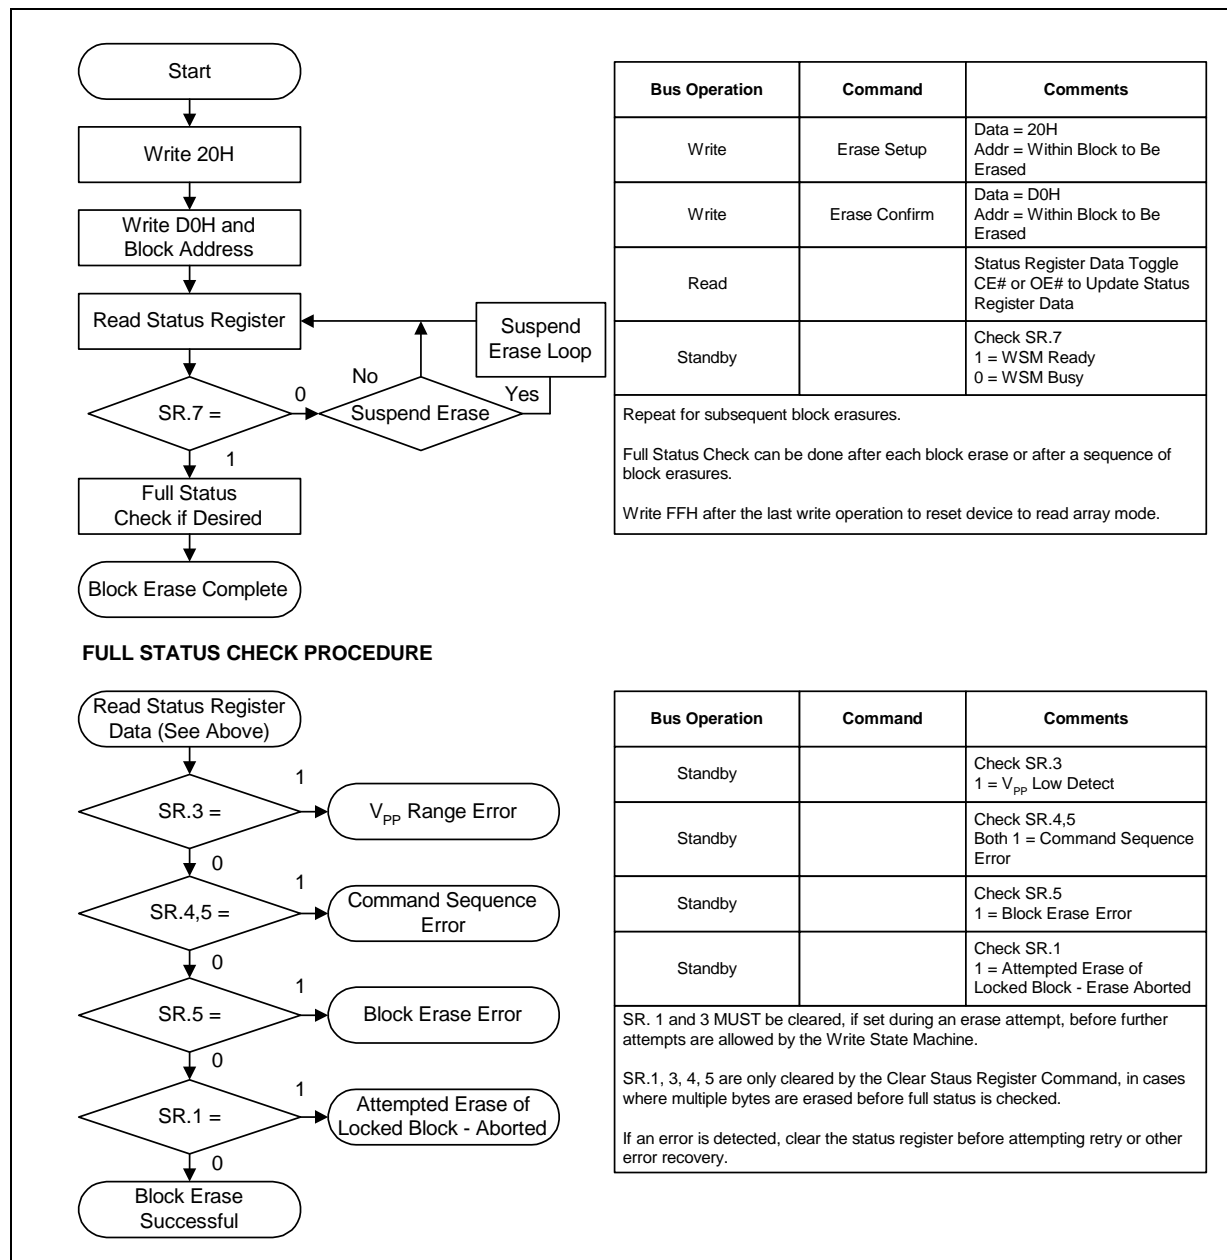 Start
Write 20H
Write D0H and
Block Address
Read Status Register
Suspend
Erase Loop
No
Yes
SR.7 =
0
Suspend Erase
1
Full Status
Check if Desired
Block Erase Complete
Bus Operation
Command
Comments
Write
Erase Setup
Data = 20H
Addr = Within Block to Be
Erased
Write
Erase Confirm
Data = D0H
Addr = Within Block to Be
Erased
Read
Status Register Data Toggle
CE# or OE# to Update Status
Register Data
Standby
Check SR.7
1 = WSM Ready
0 = WSM Busy
Repeat for subsequent block erasures.
Full Status Check can be done after each block erase or after a sequence of
block erasures.
Write FFH after the last write operation to reset device to read array mode.
FULL STATUS CHECK PROCEDURE
Read Status Register
Data (See Above)
SR.3 =
1
VPP Range Error
0
SR.4,5 =
1
Command Sequence
Error
0
SR.5 =
1
Block Erase Error
0
SR.1 =
1
Attempted Erase of
Locked Block - Aborted
0
Block Erase
Successful
Bus Operation
Command
Comments
Standby
Check SR.3
1 = VPP Low Detect
Standby
Check SR.4,5
Both 1 = Command Sequence
Error
Standby
Check SR.5
1 = Block Erase Error
Standby
Check SR.1
1 = Attempted Erase of
Locked Block - Erase Aborted
SR. 1 and 3 MUST be cleared, if set during an erase attempt, before further
attempts are allowed by the Write State Machine.
SR.1, 3, 4, 5 are only cleared by the Clear Staus Register Command, in cases
where multiple bytes are erased before full status is checked.
If an error is detected, clear the status register before attempting retry or other
error recovery.